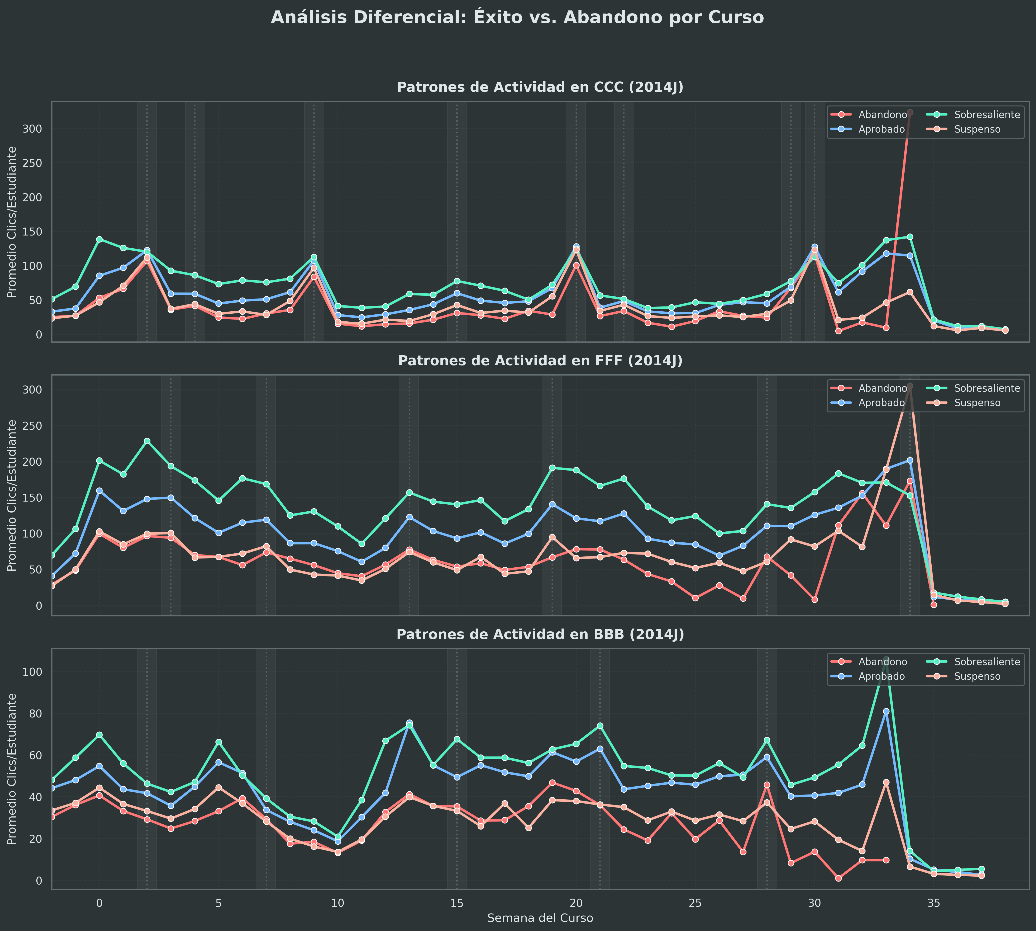 Análisis Diferencial: Éxito vs. Abandono por Curso
Patrones de Actividad en CCC (2014J)
Promedio Clics/Estudiante
300
250
200
150
100
50
0
Abandono
Aprobado
Sobresaliente
Suspenso
Patrones de Actividad en FFF (2014J)
Promedio Clics/Estudiante
300
250
200
150
100
50
0
Abandono
Aprobado
Sobresaliente
Suspenso
Patrones de Actividad en BBB (2014J)
Promedio Clics/Estudiante
100
80
60
40
20
0
Abandono
Aprobado
Sobresaliente
Suspenso
0 5 10 15 20 25 30 35
Semana del Curso